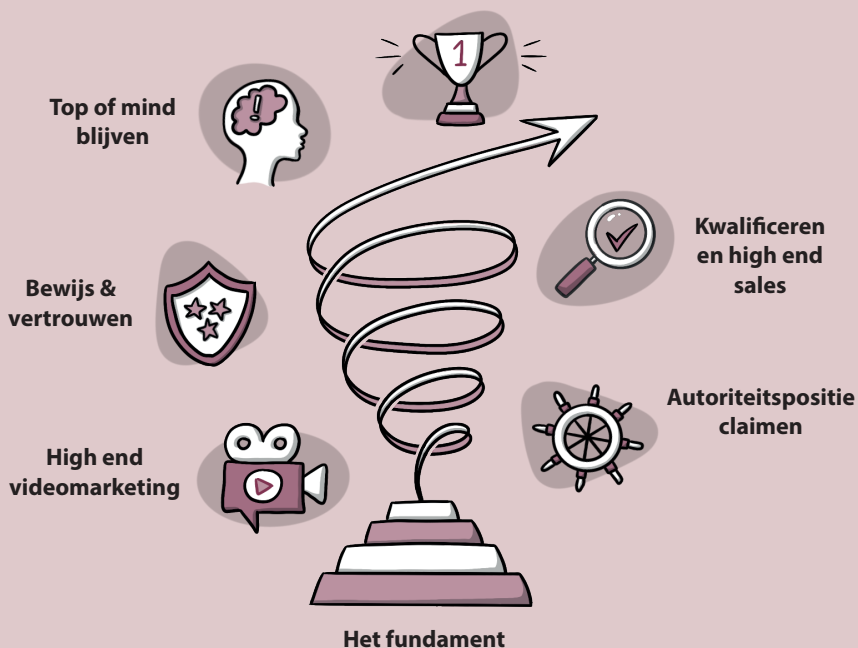 1
Top of mind
blijven
Kwalificeren
en high end
sales
Bewijs &
vertrouwen
Autoriteitspositie
claimen
High end
videomarketing
Het fundament